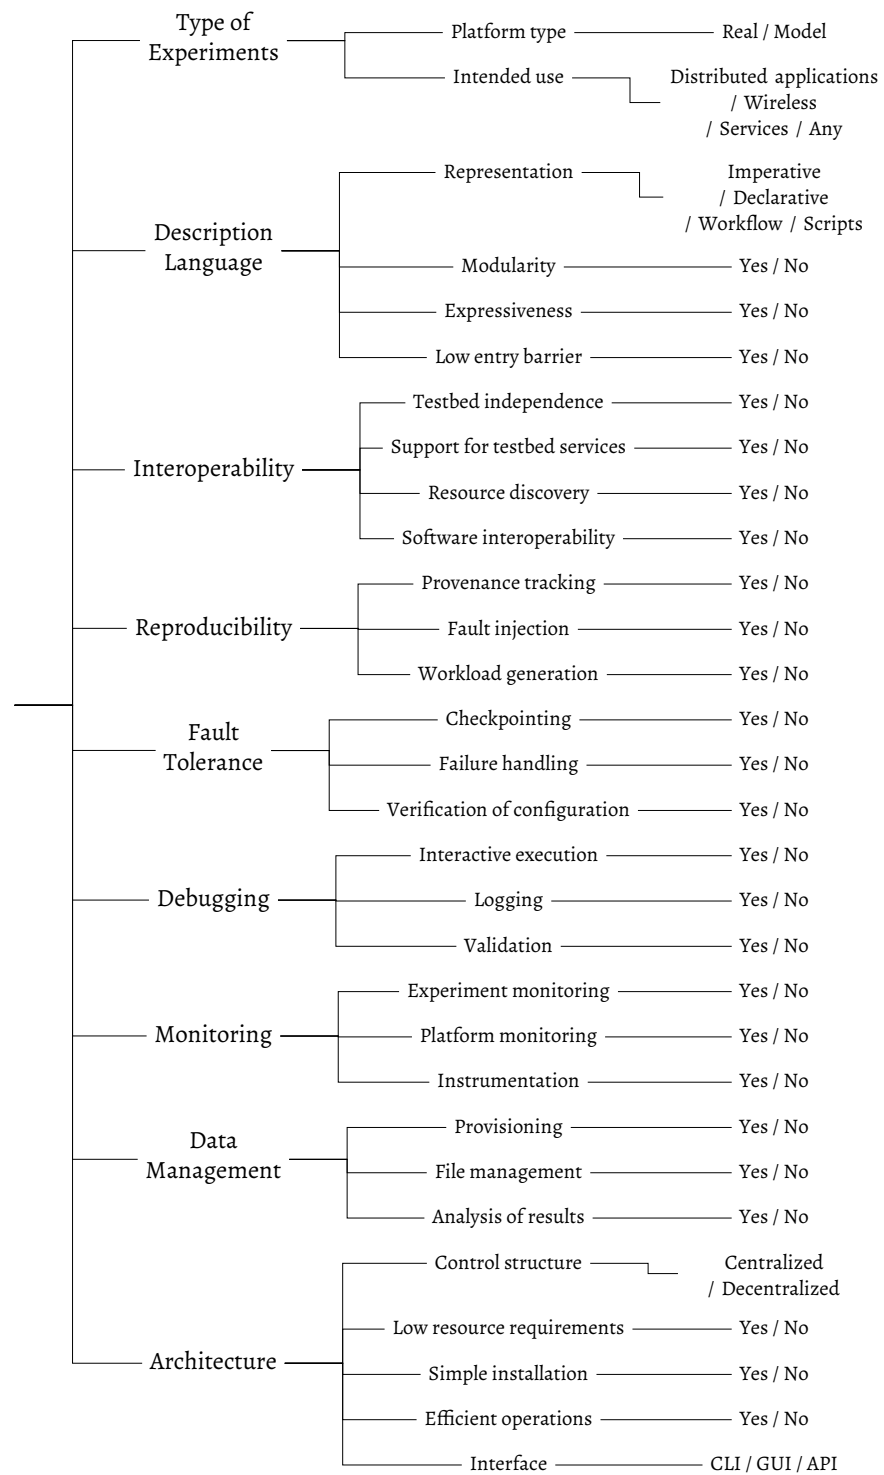 Type of
Experiments
Platform type
Real / Model
Intended use
Distributed applications
/ Wireless
/ Services / Any
Description
Language
Representation
Imperative
/ Declarative
/ Workflow / Scripts
Modularity
Yes / No
Expressiveness
Yes / No
Low entry barrier
Yes / No
Interoperability
Testbed independence
Yes / No
Support for testbed services
Yes / No
Resource discovery
Yes / No
Software interoperability
Yes / No
Reproducibility
Provenance tracking
Yes / No
Fault injection
Yes / No
Workload generation
Yes / No
Fault
Tolerance
Checkpointing
Yes / No
Failure handling
Yes / No
Verification of configuration
Yes / No
Debugging
Interactive execution
Yes / No
Logging
Yes / No
Validation
Yes / No
Monitoring
Experiment monitoring
Yes / No
Platform monitoring
Yes / No
Instrumentation
Yes / No
Data
Management
Provisioning
Yes / No
File management
Yes / No
Analysis of results
Yes / No
Architecture
Control structure
Centralized
/ Decentralized
Low resource requirements
Yes / No
Simple installation
Yes / No
Efficient operations
Yes / No
Interface
CLI / GUI / API